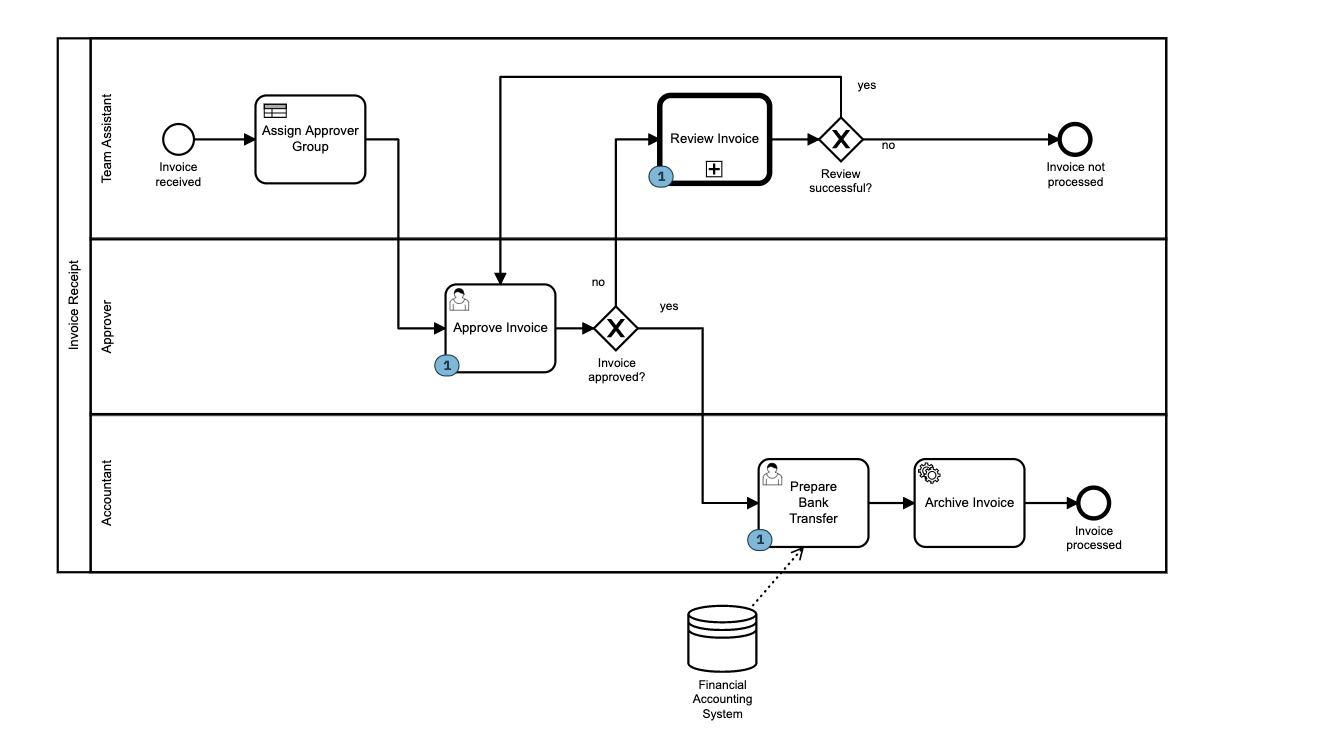 Invoice Receipt
Team Assistant
Invoice
received
Assign Approver
Group
Review Invoice
1
yes
X
no
Review
successful?
Invoice not
processed
Approver
Approve Invoice
1
no
X
yes
Invoice
approved?
Accountant
Prepare
Bank
Transfer
1
Archive Invoice
Invoice
processed
Financial
Accounting
System